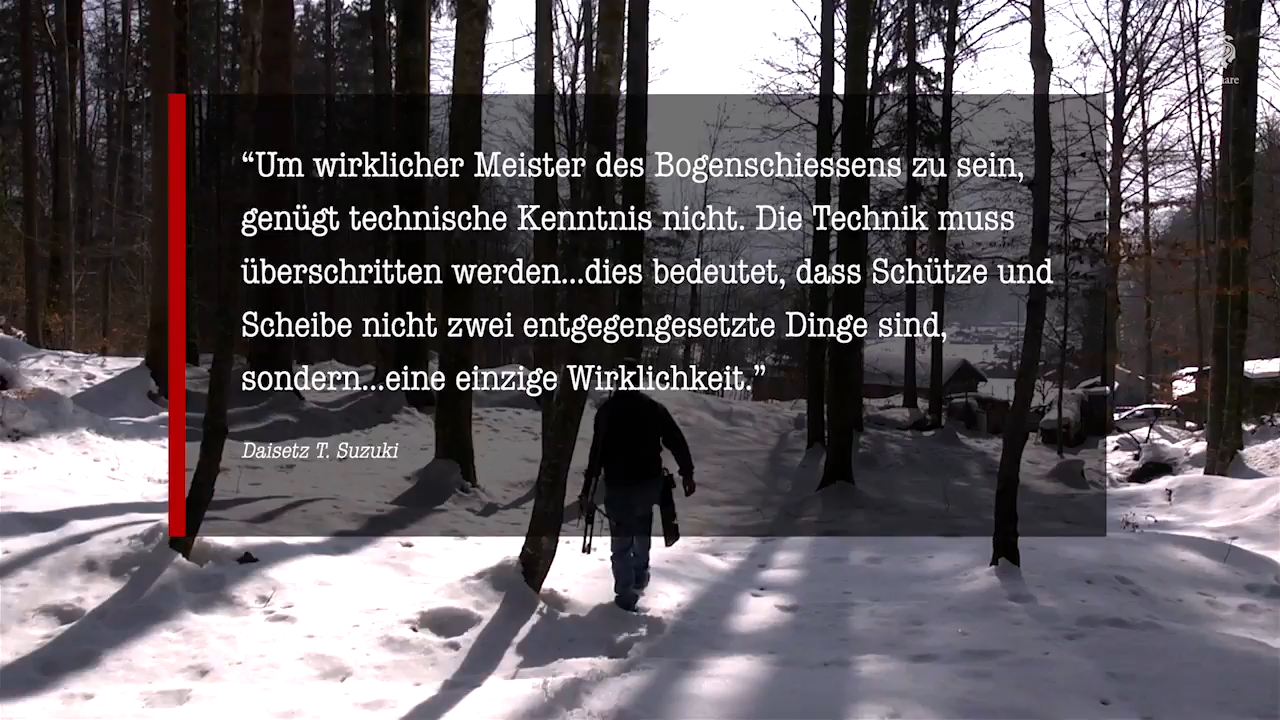 “Um wirklicher Meister des Bogenschiessens zu sein,
genügt technische Kenntnis nicht. Die Technik muss
überschritten werden...dies bedeutet, dass Schütze und
Scheibe nicht zwei entgegengesetzte Dinge sind,
sondern...eine einzige Wirklichkeit.”
Daisetz T. Suzuki